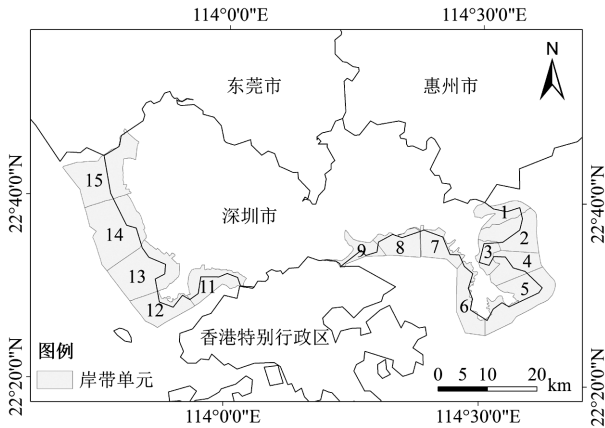 114°0'0"E 114°30'0"E
N
东莞市 惠州市
22°40'0"N 22°40'0"N
15
1
14 深圳市 2
9 8 7 3
4
13 11 5
12 6
香港特别行政区
图例
岸带单元
0 5 10 20 km
22°20'0"N 22°20'0"N
114°0'0"E 114°30'0"E